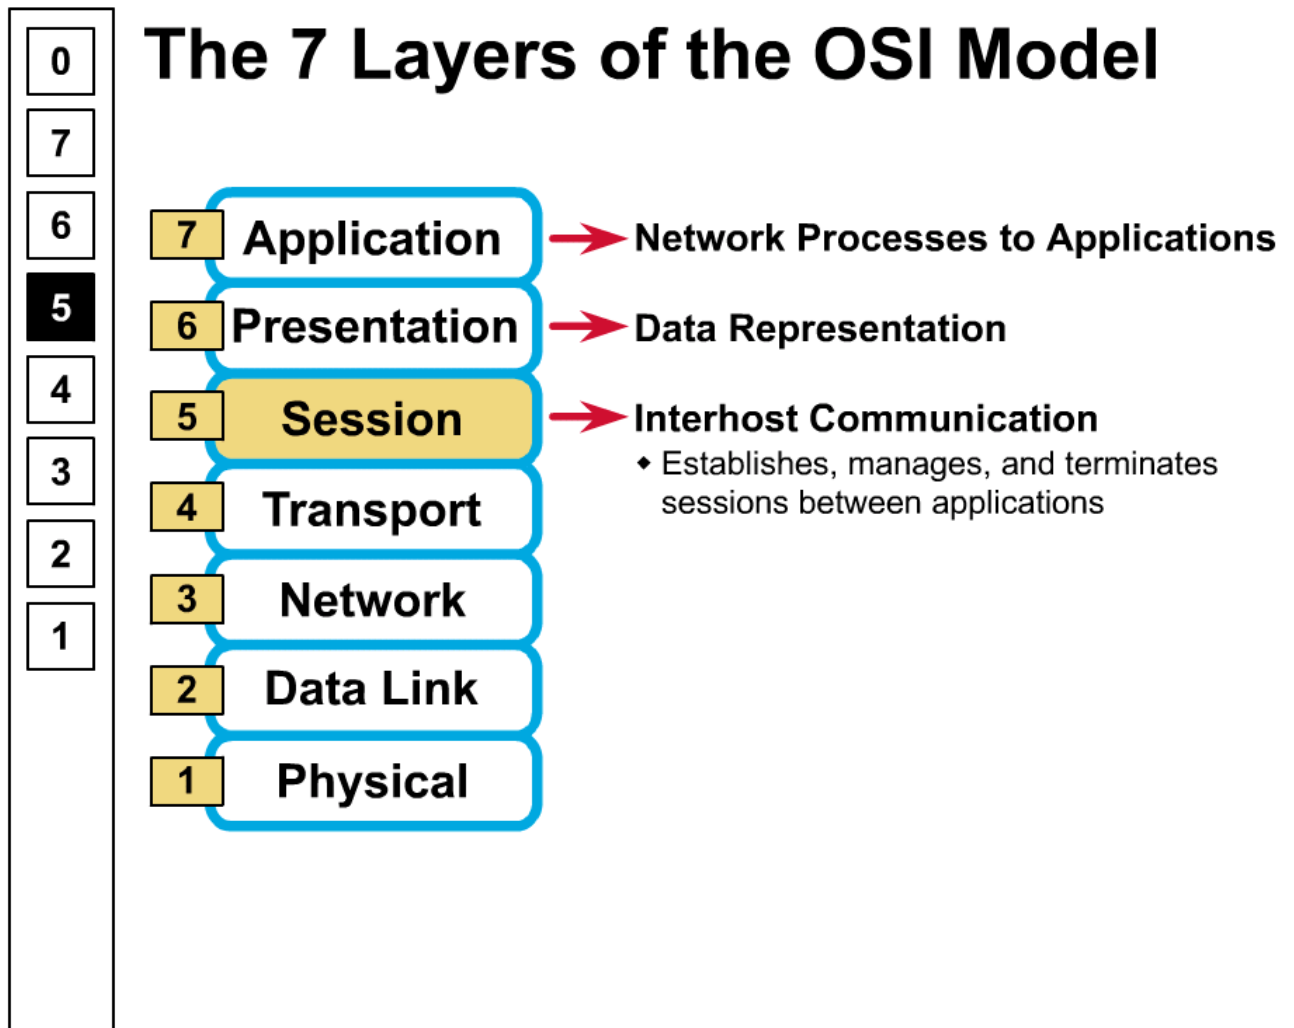 The 7 Layers of the OSI Model
0
7
6
5
4
3
2
1
7 Application Network Processes to Applications
6 Presentation Data Representation
5 Session Interhost Communication
◆ Establishes, manages, and terminates
sessions between applications
4 Transport
3 Network
2 Data Link
1 Physical